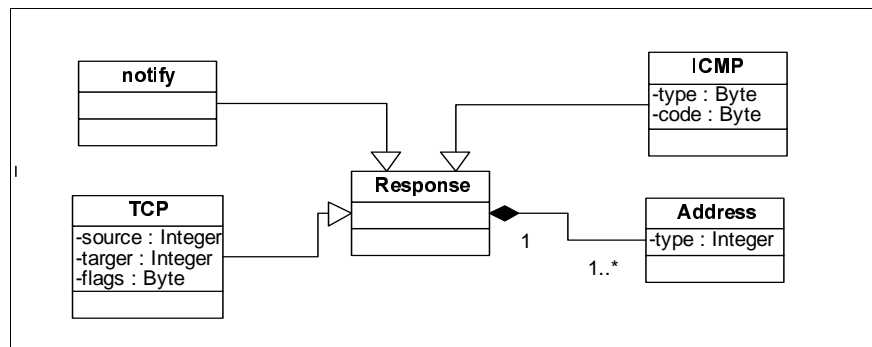 notify
ICMP
-type : Byte
-code : Byte
Response
TCP
-source : Integer
-targer : Integer
-flags : Byte
Address
-type : Integer
1
1..*